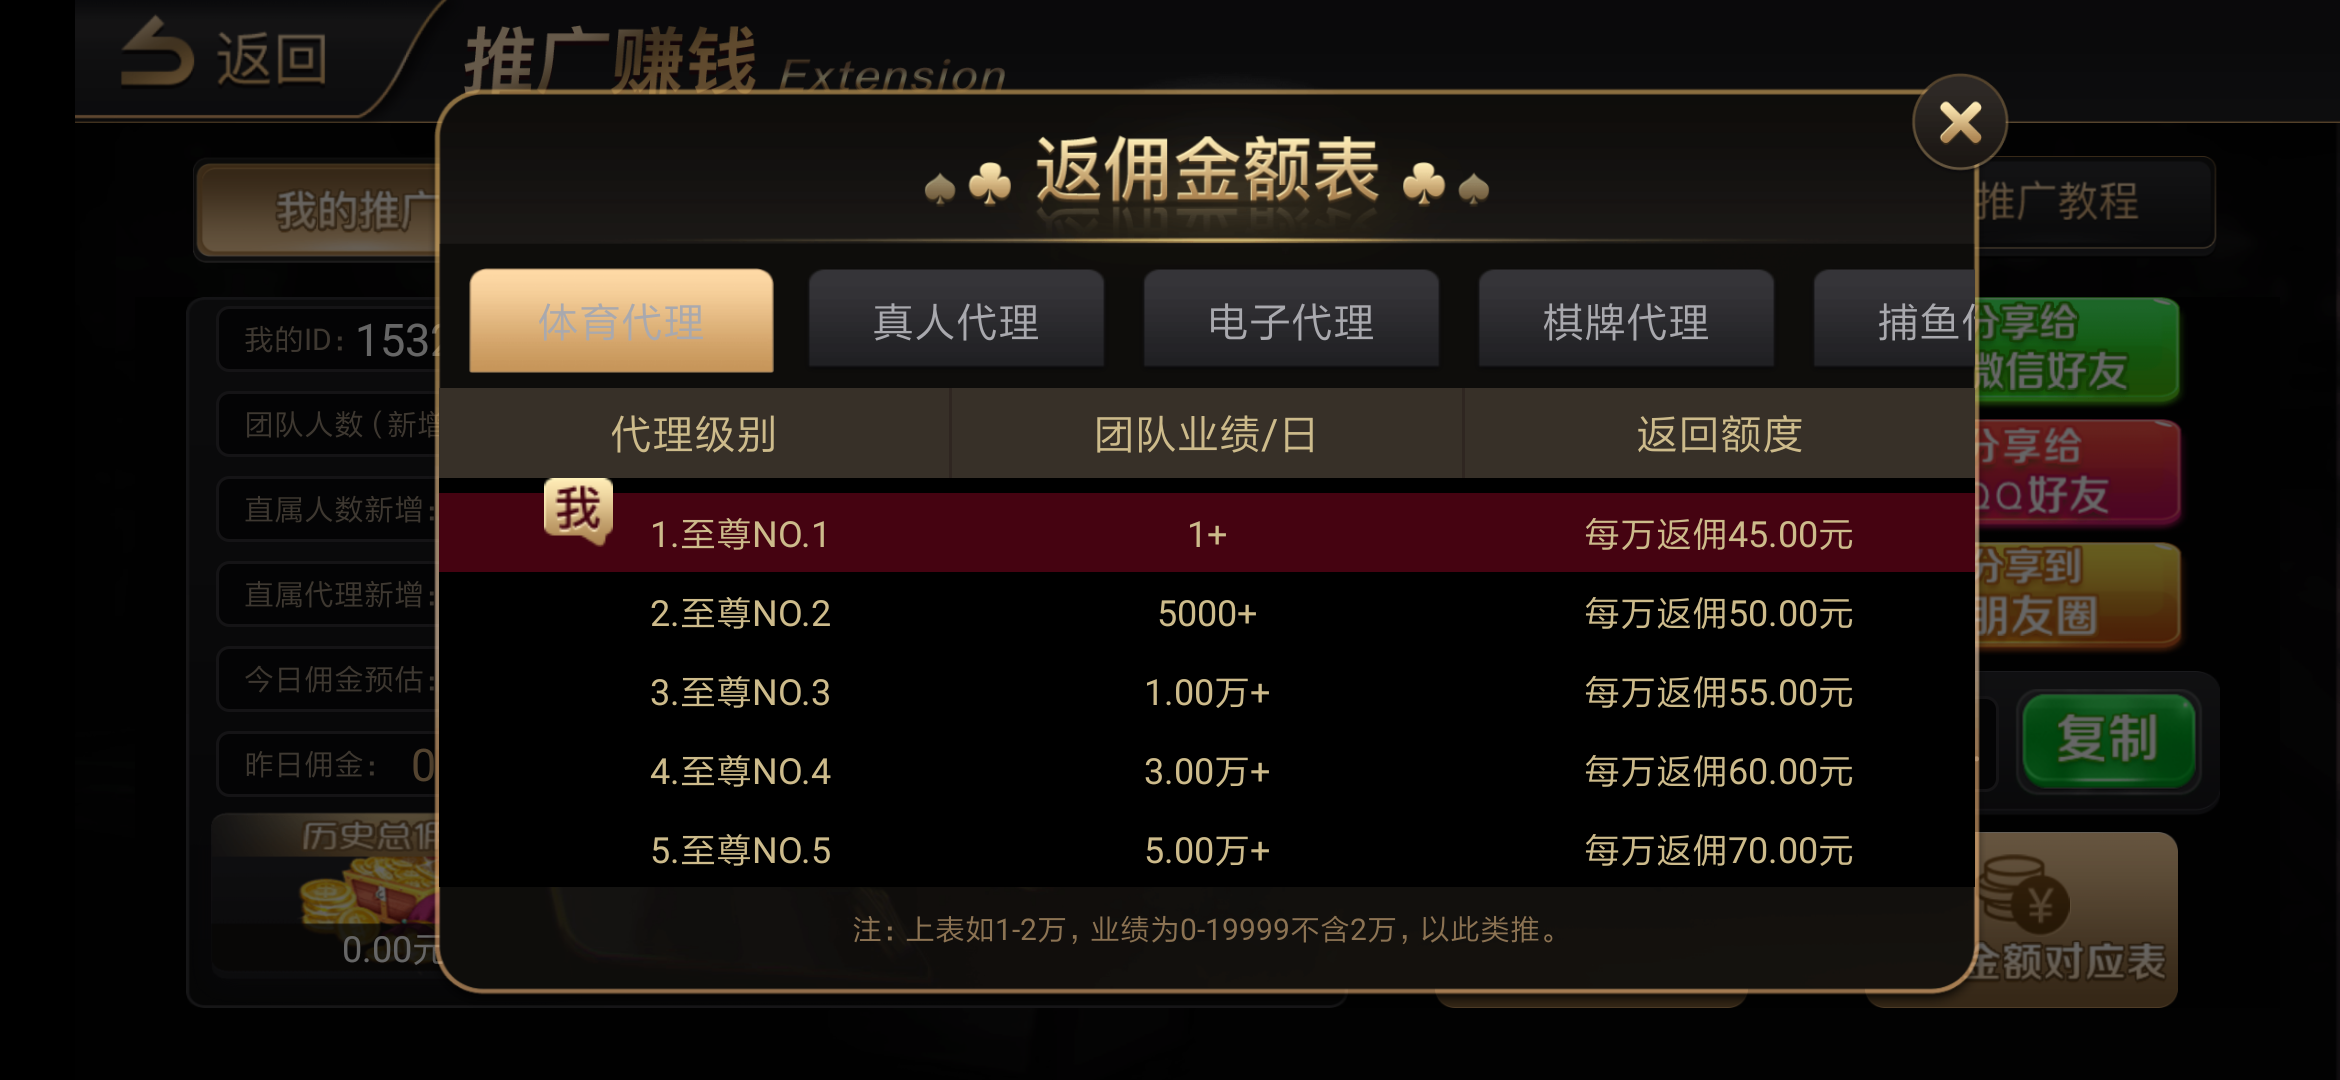 返回
推广赚钱 Extension
返佣金额表
我的推广
推广教程
体育代理 真人代理 电子代理 棋牌代理 捕鱼
代理级别 团队业绩/日 返回额度
我
1.至尊NO.1 1+ 每万返佣45.00元
2.至尊NO.2 5000+ 每万返佣50.00元
3.至尊NO.3 1.00万+ 每万返佣55.00元
4.至尊NO.4 3.00万+ 每万返佣60.00元
5.至尊NO.5 5.00万+ 每万返佣70.00元
注：上表如1-2万，业绩为0-19999不含2万，以此类推。
我的ID：153
团队人数（新增
直属人数新增：
直属代理新增：
今日佣金预估：
昨日佣金： 0
历史总佣
0.00元
分享给
微信好友
分享给
QQ好友
分享到
朋友圈
复制
¥
金额对应表